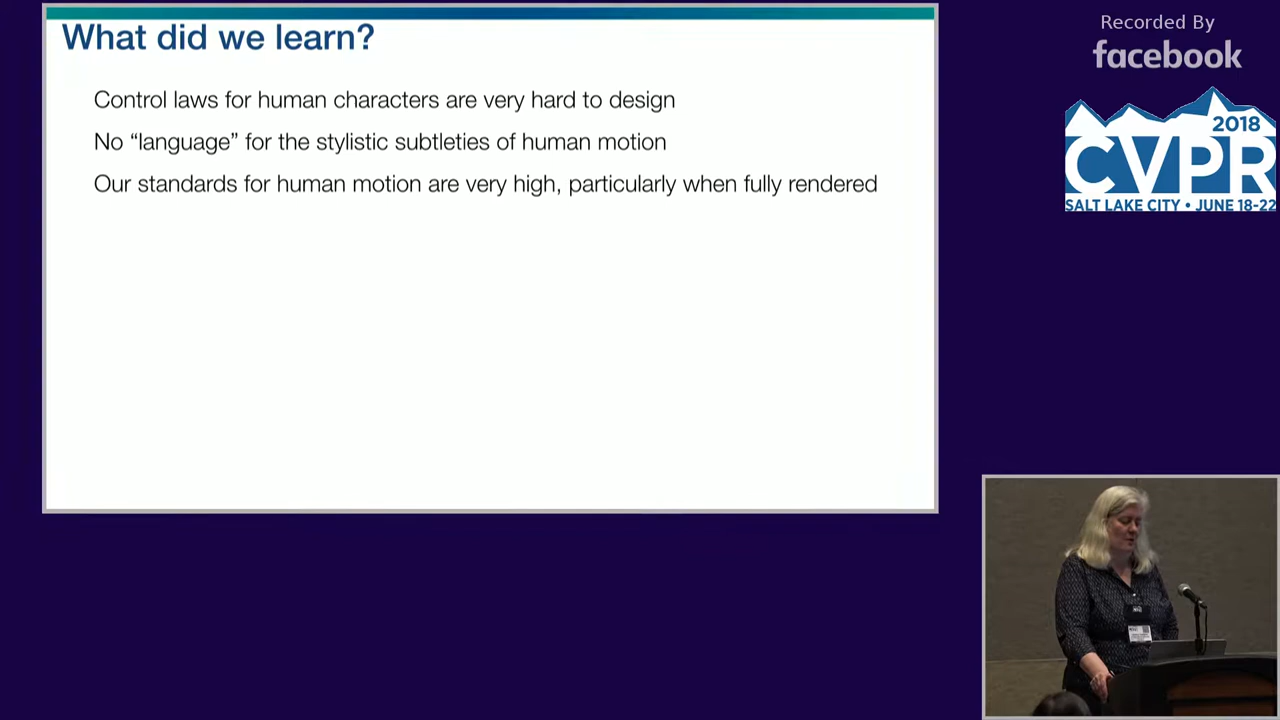 What did we learn?
Control laws for human characters are very hard to design
No “language” for the stylistic subtleties of human motion
Our standards for human motion are very high, particularly when fully rendered
Recorded By
facebook
2018
CVPR
SALT LAKE CITY • JUNE 18-22